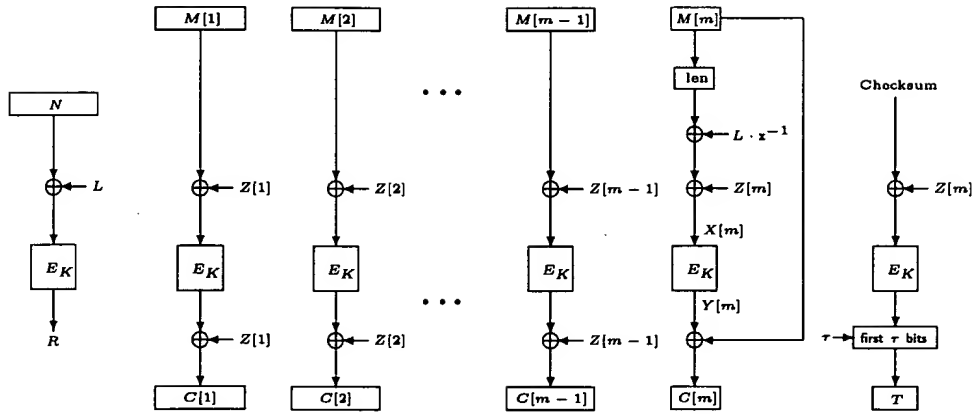 M[1] M[2] M[m − 1] M[m]
len
N
• • •
Checksum
L · x⁻¹
L Z[1] Z[2] Z[m − 1] Z[m] Z[m]
X[m]
E_K E_K E_K E_K E_K E_K
• • •
Y[m]
R Z[1] Z[2] Z[m − 1] τ first τ bits
C[1] C[2] C[m − 1] C[m] T